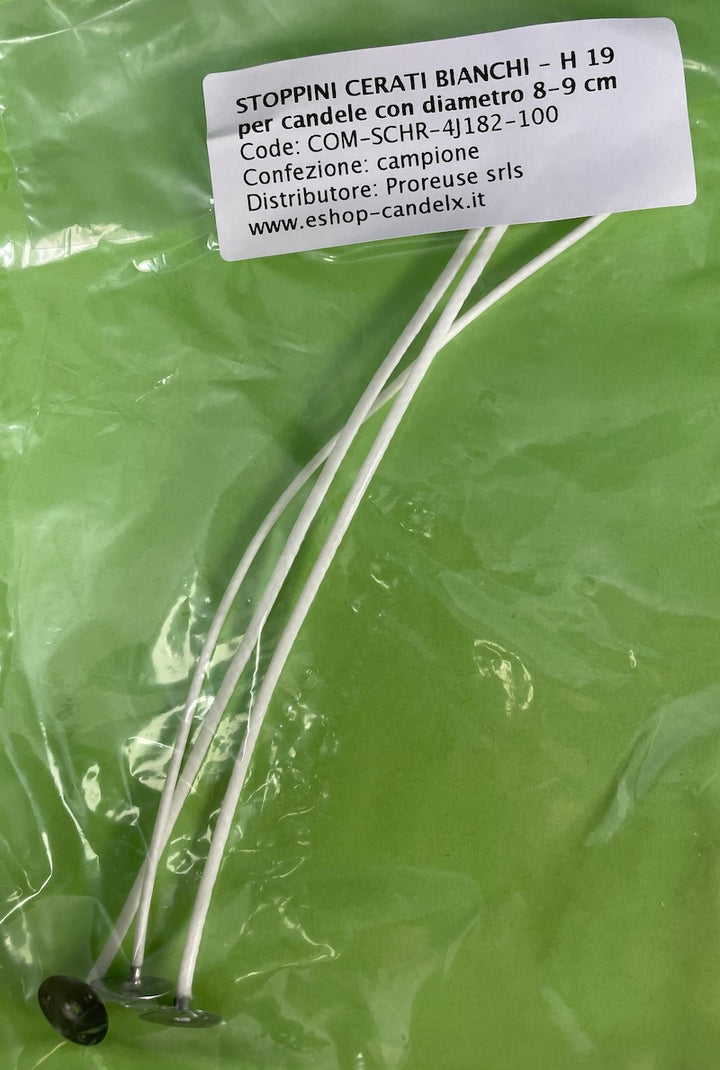 STOPPINI CERATI BIANCHI - H 19
per candele con diametro 8-9 cm
Code: COM-SCHR-4J182-100
Confezione: campione
Distributore: Proreuse srls
www.eshop-candelx.it